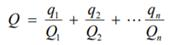 Q = q₁/Q₁ + q₂/Q₂ + ⋯ qₙ/Qₙ